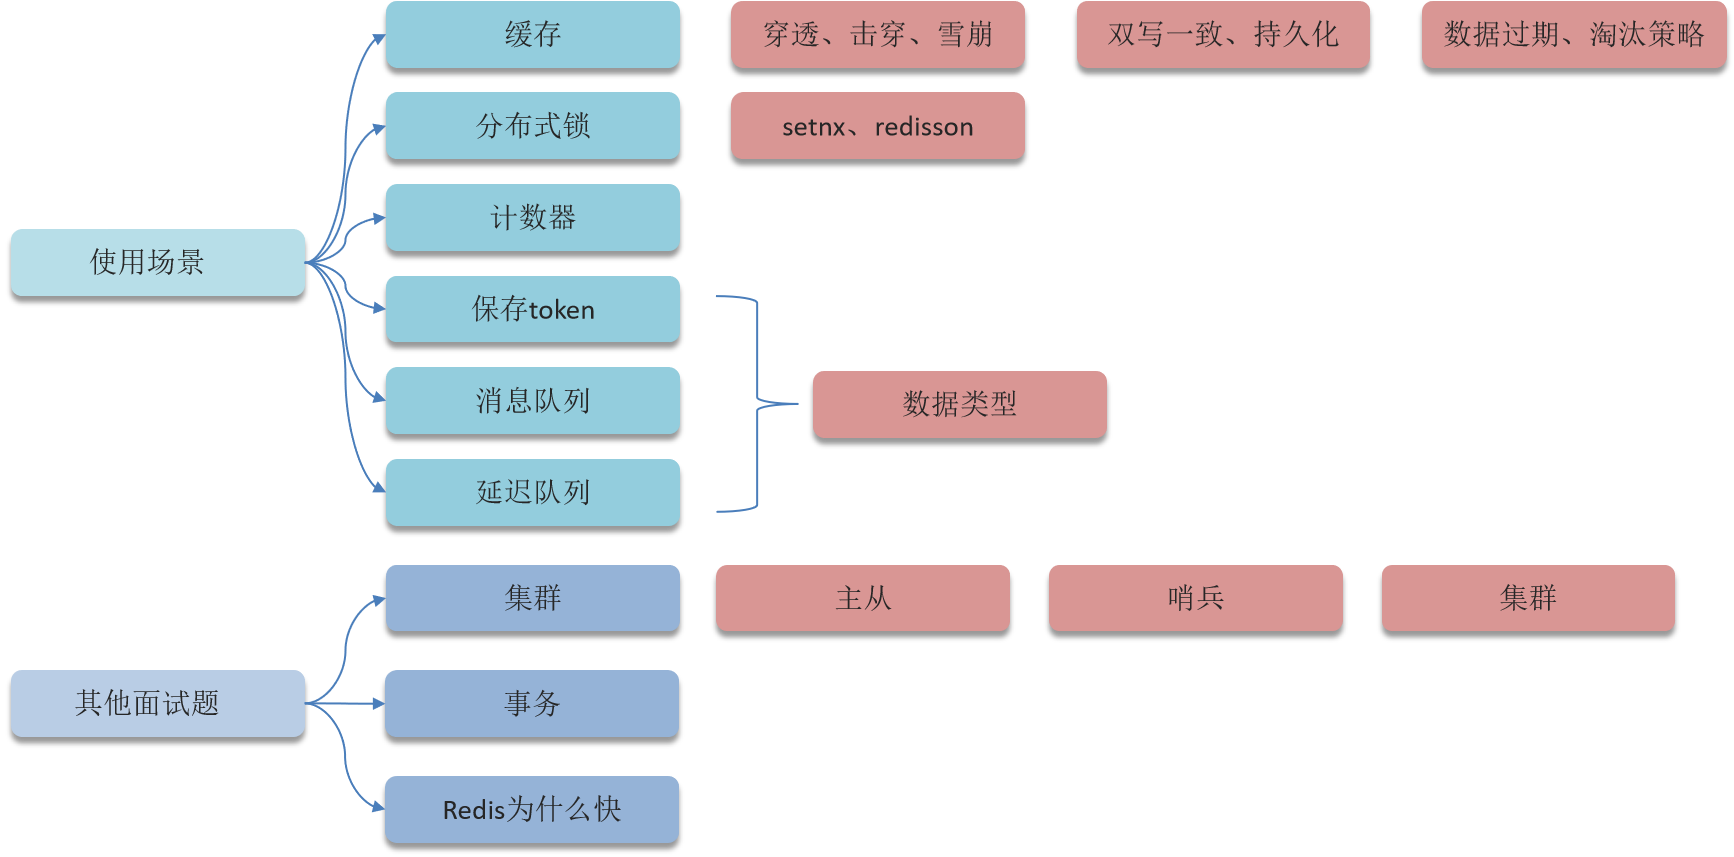 缓存
穿透、击穿、雪崩
双写一致、持久化
数据过期、淘汰策略
分布式锁
setnx、redisson
计数器
使用场景
保存token
消息队列
数据类型
延迟队列
集群
主从
哨兵
集群
其他面试题
事务
Redis为什么快